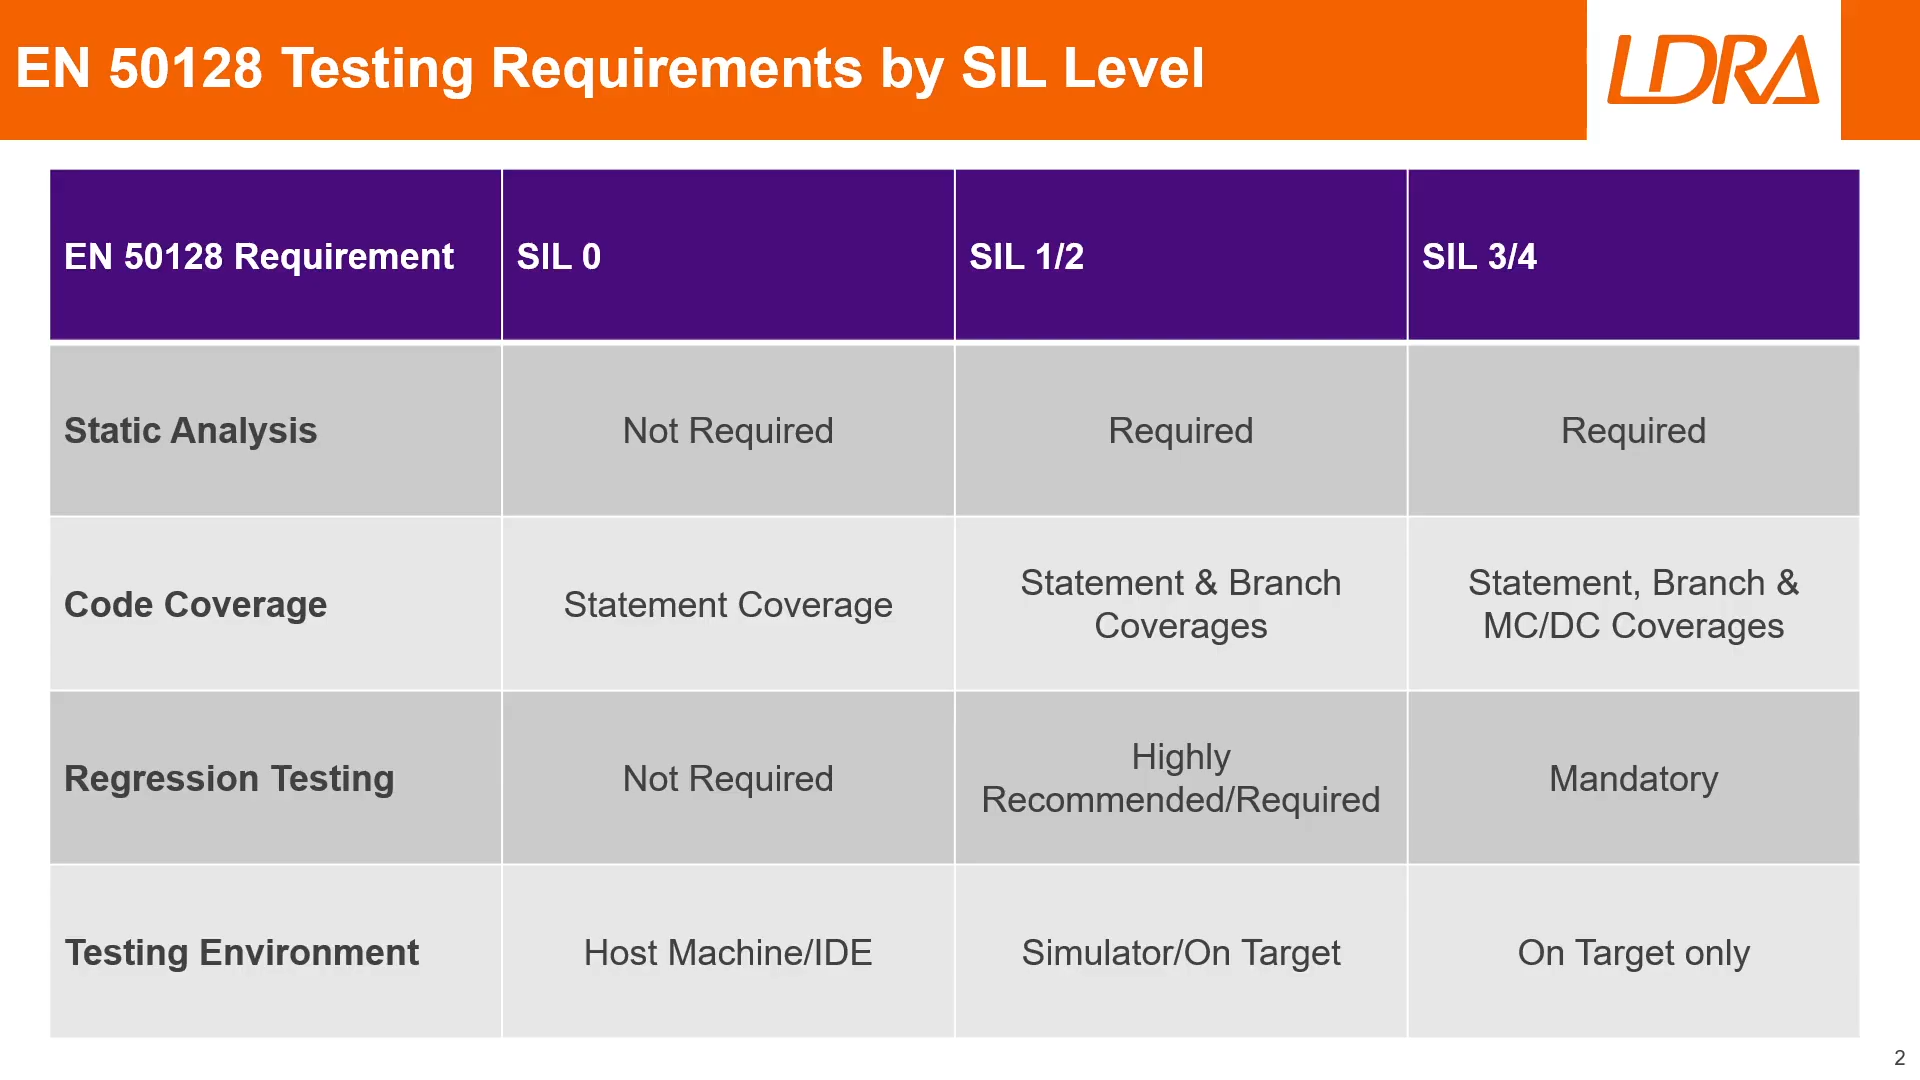 EN 50128 Testing Requirements by SIL Level
LDRA
EN 50128 Requirement
SIL 0
SIL 1/2
SIL 3/4
Static Analysis
Not Required
Required
Required
Code Coverage
Statement Coverage
Statement & Branch
Coverages
Statement, Branch &
MC/DC Coverages
Regression Testing
Not Required
Highly
Recommended/Required
Mandatory
Testing Environment
Host Machine/IDE
Simulator/On Target
On Target only
2